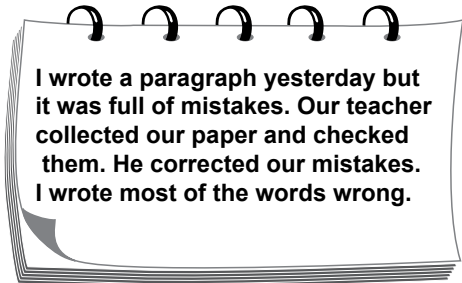 I wrote a paragraph yesterday but
it was full of mistakes. Our teacher
collected our paper and checked
them. He corrected our mistakes.
I wrote most of the words wrong.